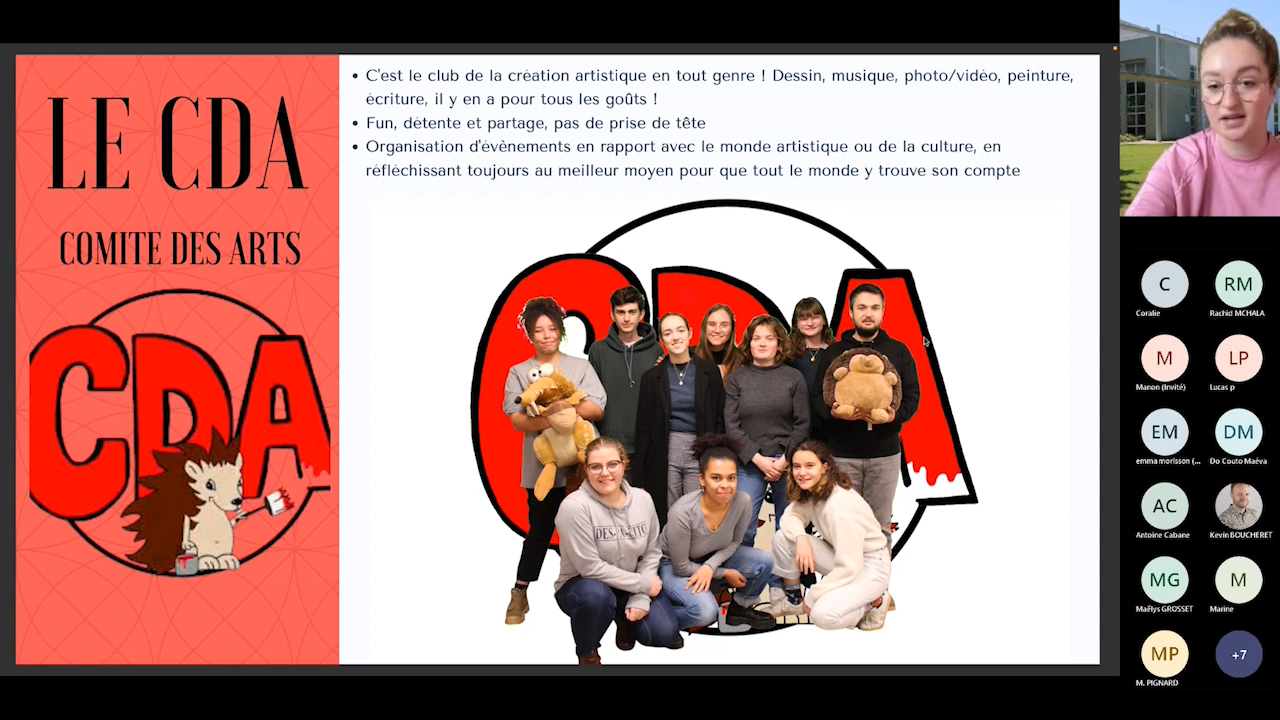 LE CDA
COMITE DES ARTS
CDA
• C'est le club de la création artistique en tout genre ! Dessin, musique, photo/vidéo, peinture,
écriture, il y en a pour tous les goûts !
• Fun, détente et partage, pas de prise de tête
• Organisation d'évènements en rapport avec le monde artistique ou de la culture, en
réfléchissant toujours au meilleur moyen pour que tout le monde y trouve son compte
CDA
C
RM
Coralie
Rachid MCHALA
M
LP
Manon (Invité)
Lucas p
EM
DM
emma morisson (...
Do Couto Maéva
AC
Antoine Cabane
Kevin BOUCHERET
MG
M
Maëlys GROSSET
Marine
MP
+7
M. PIGNARD